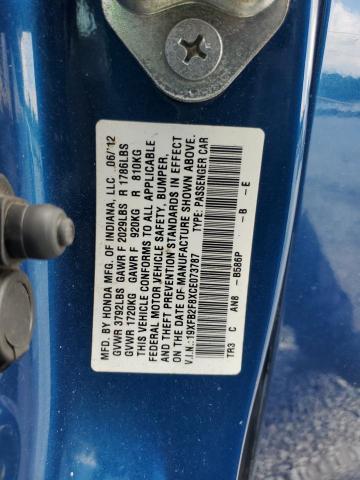 MFD. BY HONDA MFG. OF INDIANA, LLC 06/12
GVWR 3792LBS GAWR F 2029LBS R 1786LBS
GVWR 1720KG GAWR F 920KG R 810KG
THIS VEHICLE CONFORMS TO ALL APPLICABLE
FEDERAL MOTOR VEHICLE SAFETY, BUMPER,
AND THEFT PREVENTION STANDARDS IN EFFECT
ON THE DATE OF MANUFACTURE SHOWN ABOVE.
V.I.N.:19XFB2F8XCE073787 TYPE: PASSENGER CAR
TR3 C AN8 -B586P -B -E